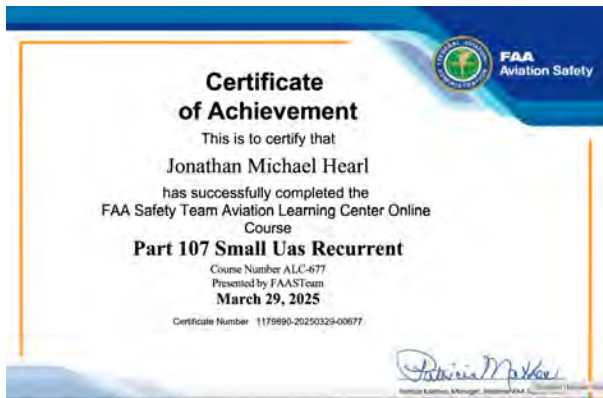 FAA
Aviation Safety
Certificate
of Achievement
This is to certify that
Jonathan Michael Hearl
has successfully completed the
FAA Safety Team Aviation Learning Center Online
Course
Part 107 Small Uas Recurrent
Course Number ALC-677
Presented by FAASTeam
March 29, 2025
Certificate Number 1179890-20250329-00677